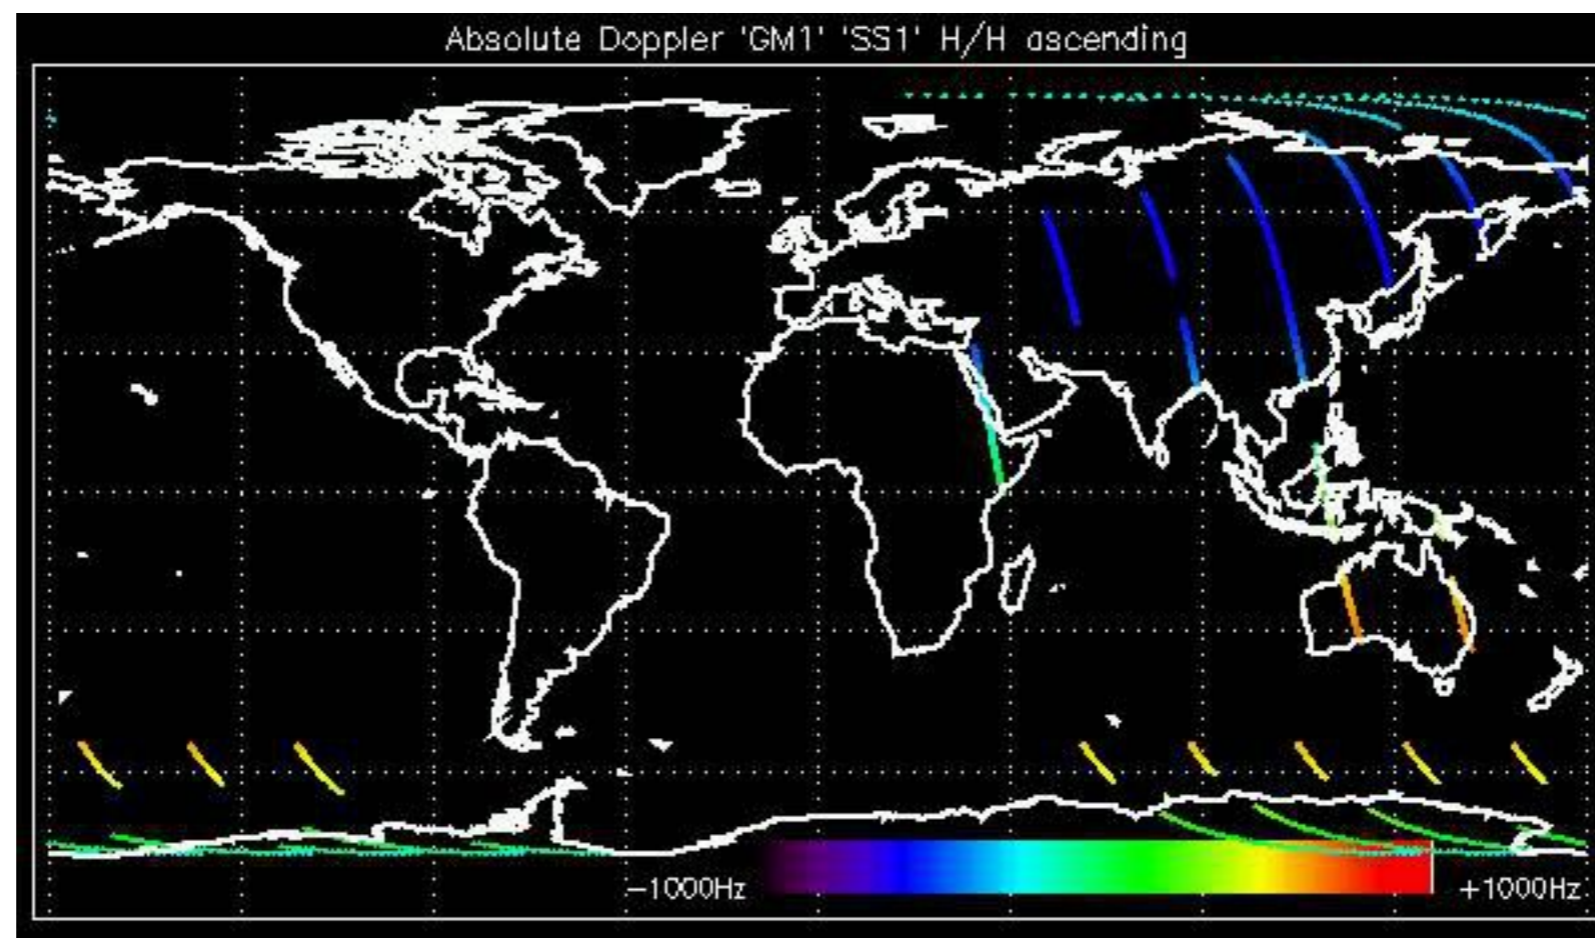 Absolute Doppler 'GM1' 'SS1' H/H ascending
-1000Hz
+1000Hz